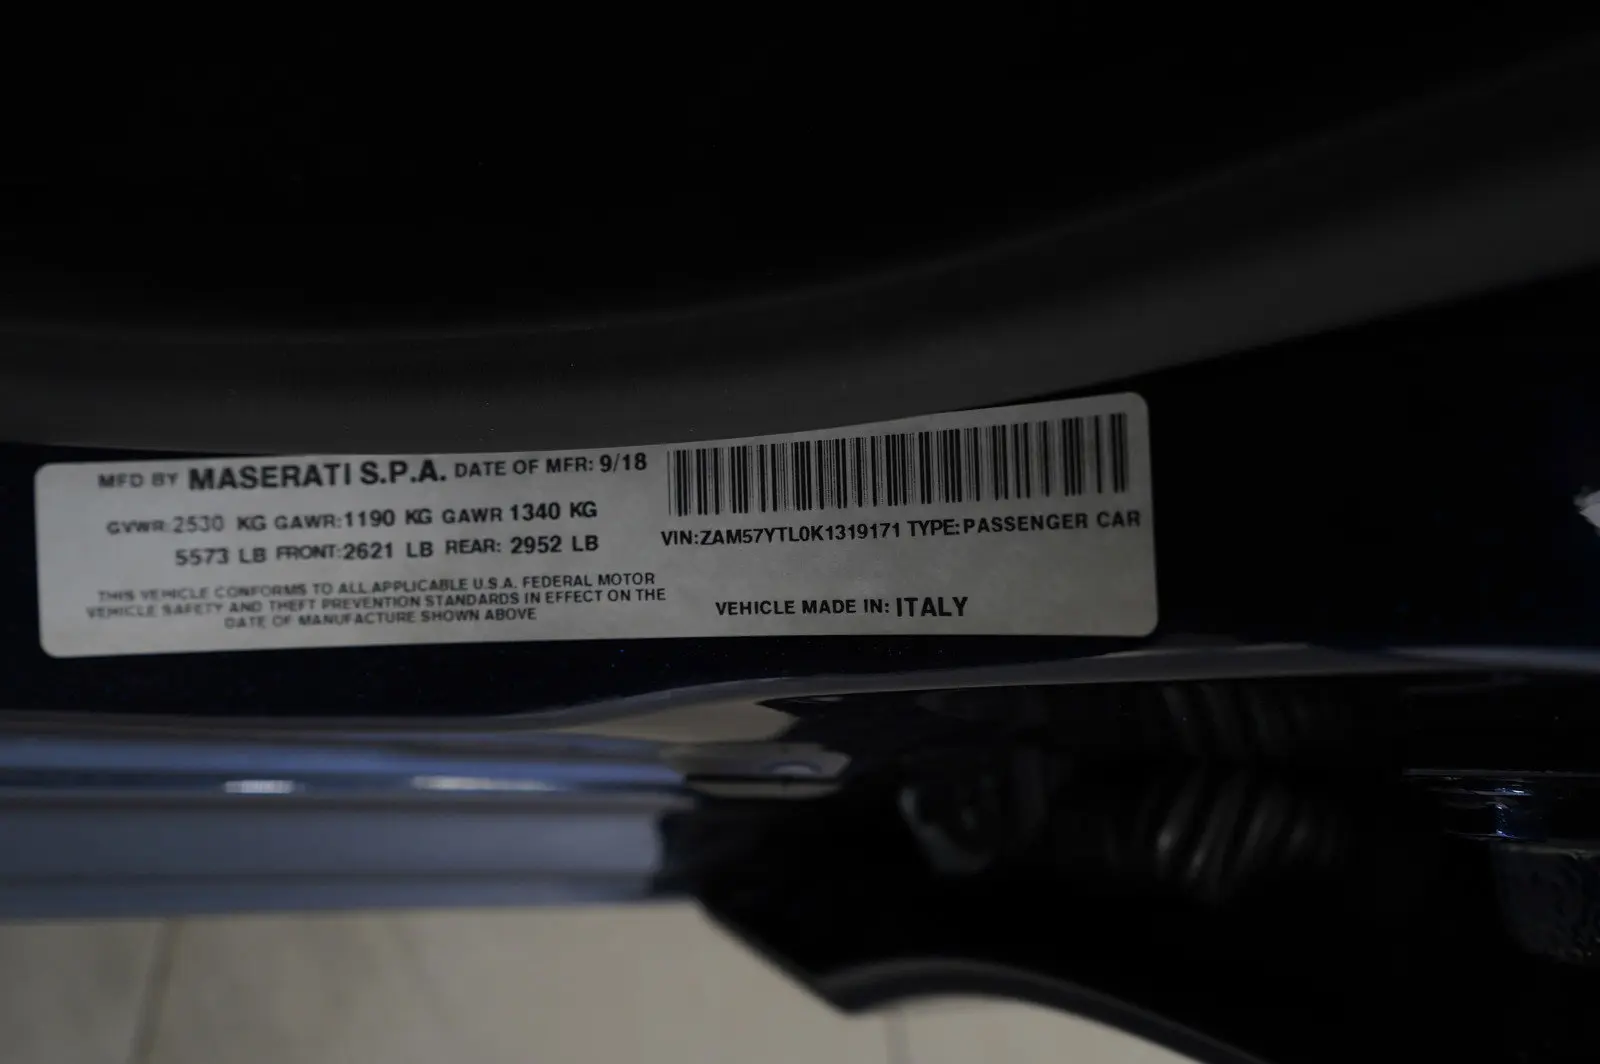 MFD BY MASERATI S.P.A. DATE OF MFR: 9/18
GVWR:2530 KG GAWR:1190 KG GAWR 1340 KG
5573 LB FRONT:2621 LB REAR: 2952 LB
THIS VEHICLE CONFORMS TO ALL APPLICABLE U.S.A. FEDERAL MOTOR
VEHICLE SAFETY AND THEFT PREVENTION STANDARDS IN EFFECT ON THE
DATE OF MANUFACTURE SHOWN ABOVE
VIN:ZAM57YTL0K1319171 TYPE:PASSENGER CAR
VEHICLE MADE IN: ITALY